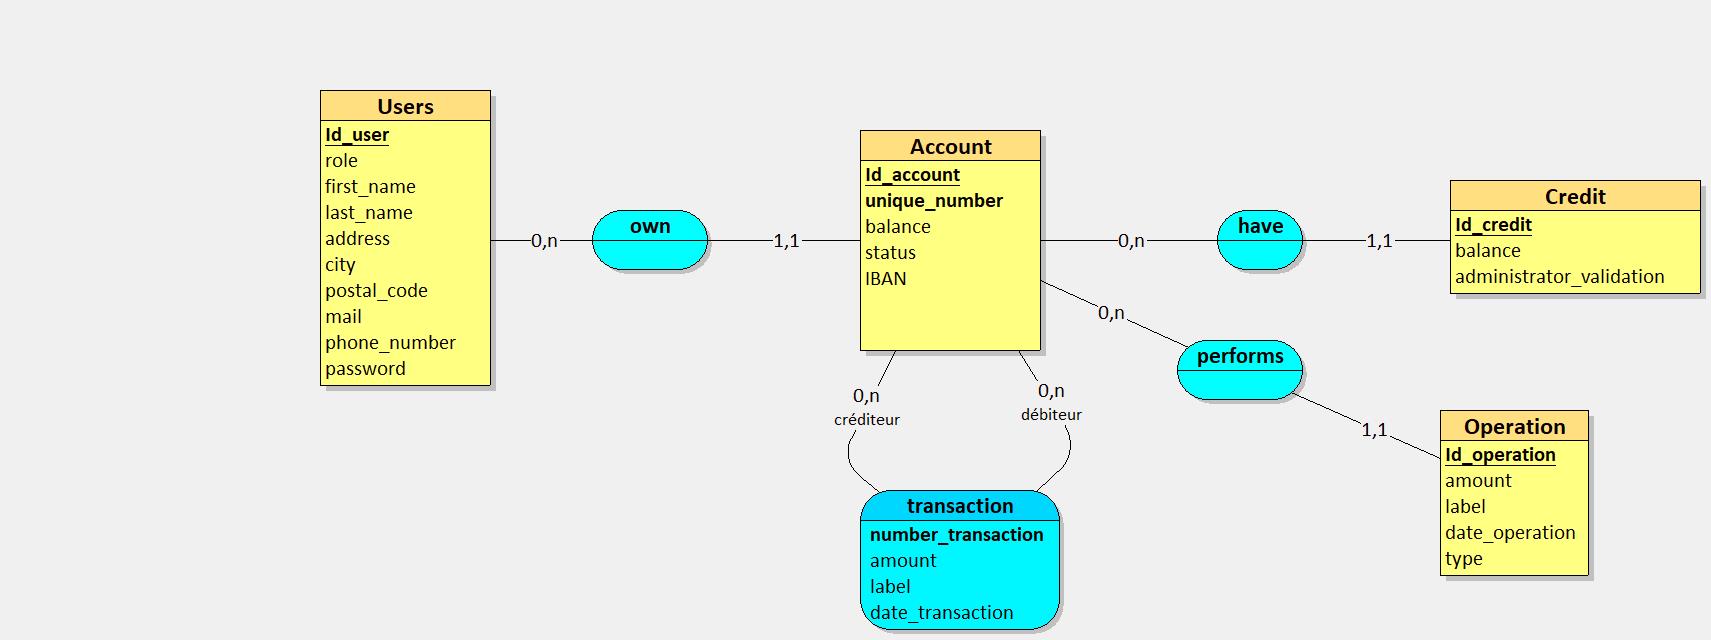 Users
Id_user
role
first_name
last_name
address
city
postal_code
mail
phone_number
password
0,n
own
1,1
Account
Id_account
unique_number
balance
status
IBAN
0,n
have
1,1
Credit
Id_credit
balance
administrator_validation
0,n
performs
1,1
Operation
Id_operation
amount
label
date_operation
type
0,n
créditeur
0,n
débiteur
transaction
number_transaction
amount
label
date_transaction